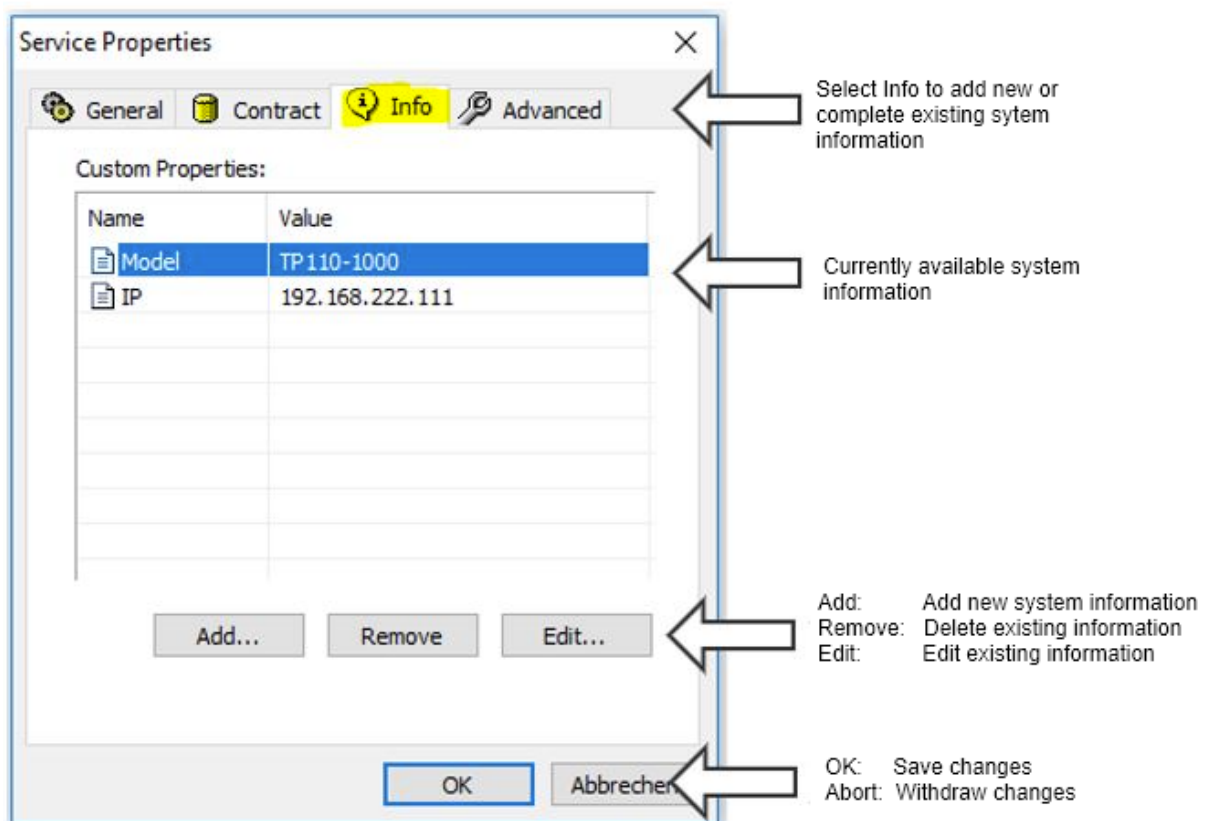 Service Properties
General Contract Info Advanced
Select Info to add new or
complete existing sytem
information
Custom Properties:
Name Value
Model TP110-1000
IP 192.168.222.111
Currently available system
information
Add... Remove Edit...
Add: Add new system information
Remove: Delete existing information
Edit: Edit existing information
OK Abbrechen
OK: Save changes
Abort: Withdraw changes